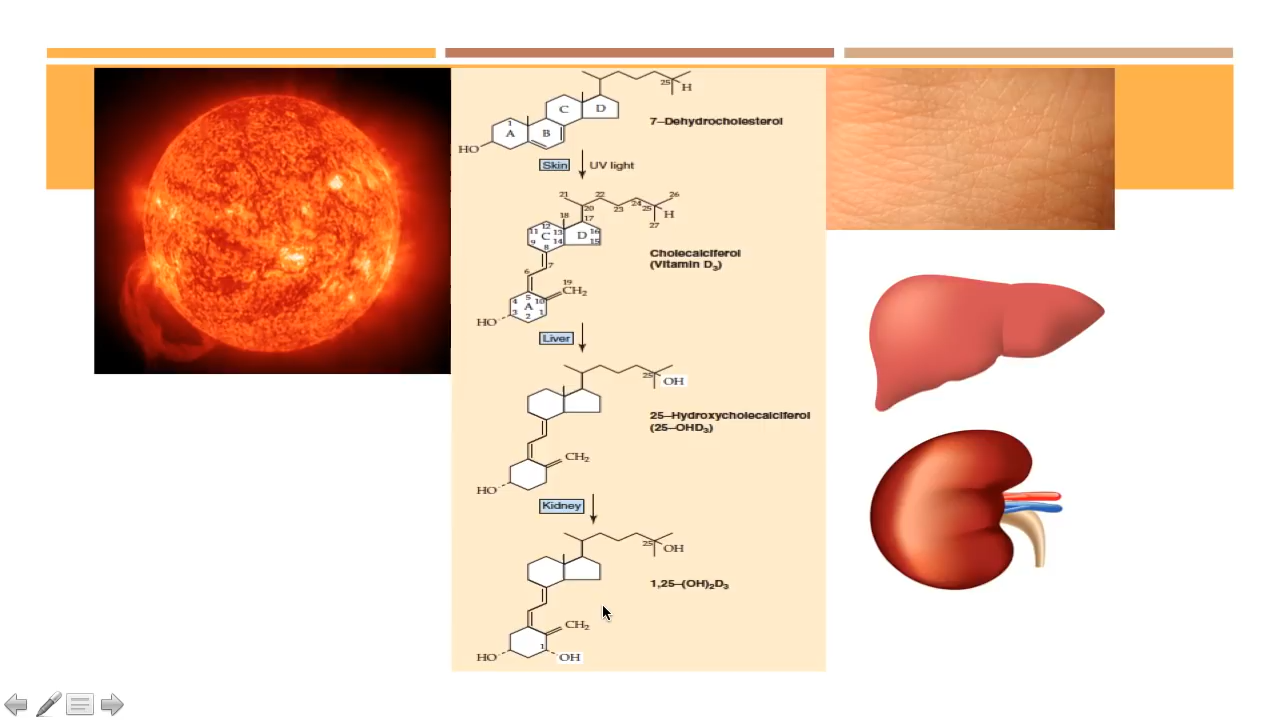 25 H
C D
1
A B
HO
7–Dehydrocholesterol
Skin UV light
21 22 26
20 23 24 25 H
18 17 27
12
11 C 13 D 16
9 14 15
8
7
6
19
CH₂
5
4 A 10
3 2 1
HO
Cholecalciferol
(Vitamin D₃)
Liver
25 OH
25–Hydroxycholecalciferol
(25–OHD₃)
CH₂
HO
Kidney
25 OH
1,25–(OH)₂D₃
CH₂
1
HO OH